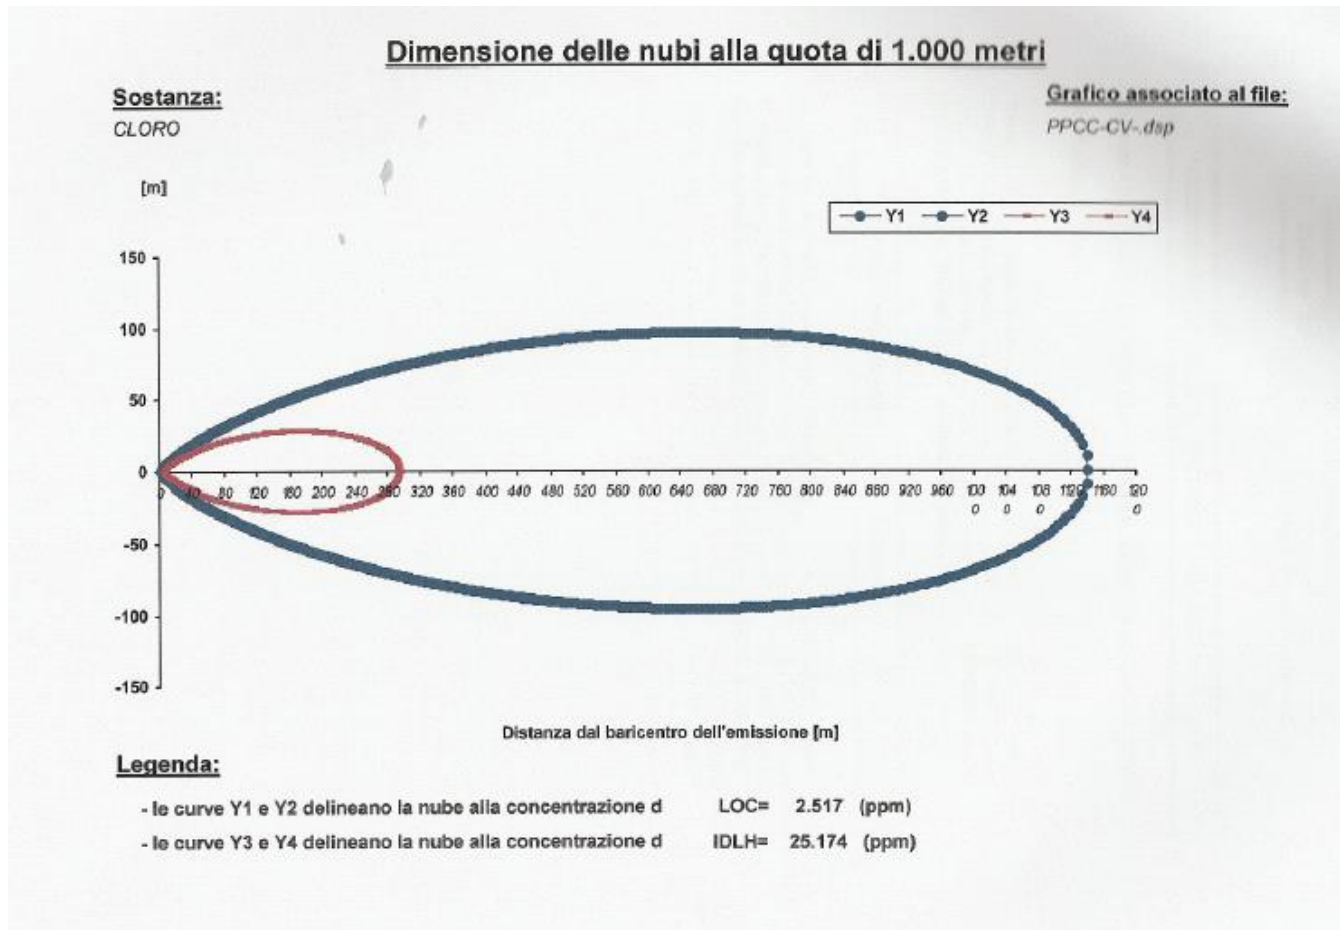 Dimensione delle nubi alla quota di 1.000 metri
Sostanza:
CLORO
Grafico associato al file:
PPCC-CV-.dsp
[m]
Y1 Y2 Y3 Y4
150
100
50
0
0 40 80 120 160 200 240 280 320 360 400 440 480 520 560 600 640 680 720 760 800 840 880 920 960 100 104 108 1120 1160 120
0 0 0 0
-50
-100
-150
Distanza dal baricentro dell'emissione [m]
Legenda:
- le curve Y1 e Y2 delineano la nube alla concentrazione d LOC= 2.517 (ppm)
- le curve Y3 e Y4 delineano la nube alla concentrazione d IDLH= 25.174 (ppm)